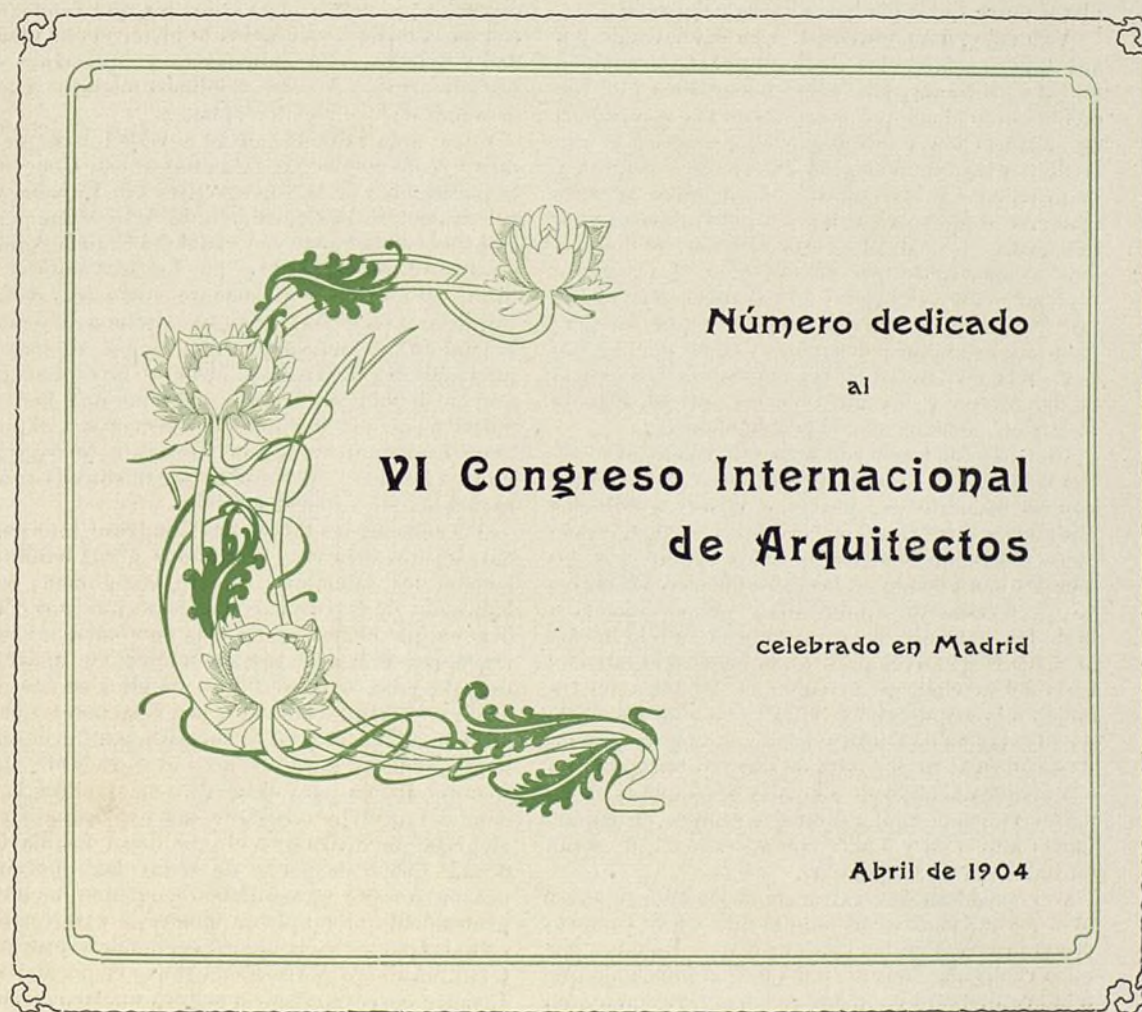 Número dedicado
al
VI Congreso Internacional
de Arquitectos
celebrado en Madrid
Abril de 1904